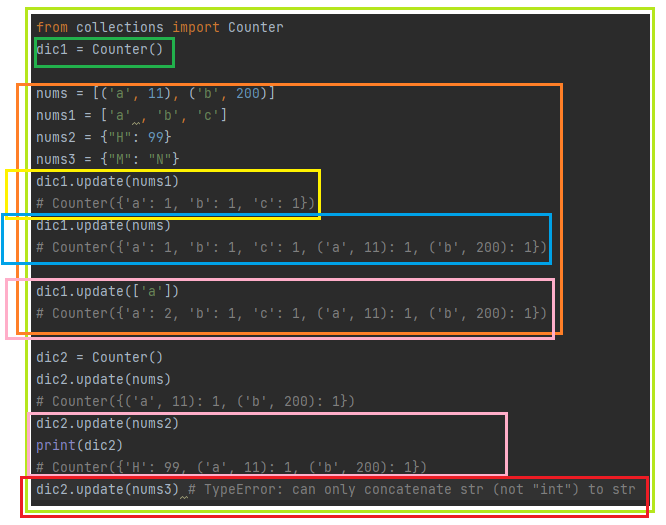 from collections import Counter
dic1 = Counter()
nums = [('a', 11), ('b', 200)]
nums1 = ['a' , 'b', 'c']
nums2 = {"H": 99}
nums3 = {"M": "N"}
dic1.update(nums1)
# Counter({'a': 1, 'b': 1, 'c': 1})
dic1.update(nums)
# Counter({'a': 1, 'b': 1, 'c': 1, ('a', 11): 1, ('b', 200): 1})
dic1.update(['a'])
# Counter({'a': 2, 'b': 1, 'c': 1, ('a', 11): 1, ('b', 200): 1})
dic2 = Counter()
dic2.update(nums)
# Counter({('a', 11): 1, ('b', 200): 1})
dic2.update(nums2)
print(dic2)
# Counter({'H': 99, ('a', 11): 1, ('b', 200): 1})
dic2.update(nums3) # TypeError: can only concatenate str (not "int") to str